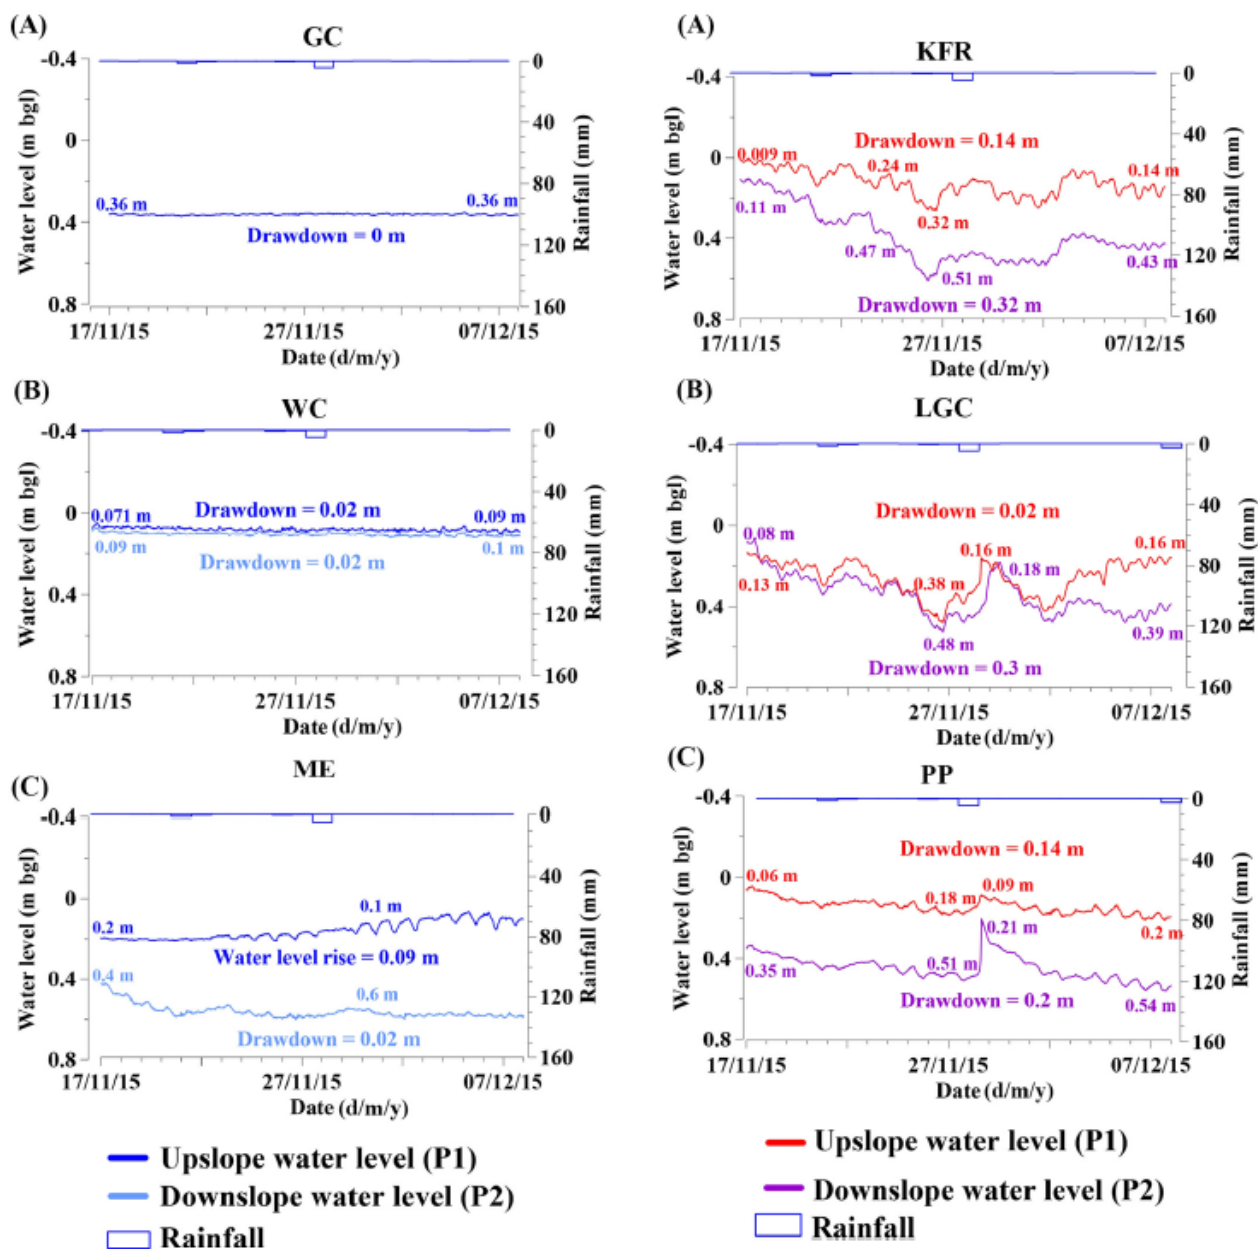 (A)
GC
-0.4
0
0.4
0.8
Water level (m bgl)
0
40
80
120
160
Rainfall (mm)
0.36 m
0.36 m
Drawdown = 0 m
17/11/15
27/11/15
07/12/15
Date (d/m/y)
(B)
WC
-0.4
0
0.4
0.8
Water level (m bgl)
0
40
80
120
160
Rainfall (mm)
Drawdown = 0.02 m
0.071 m
0.09 m
0.09 m
0.1 m
Drawdown = 0.02 m
17/11/15
27/11/15
07/12/15
Date (d/m/y)
ME
(C)
-0.4
0
0.4
0.8
Water level (m bgl)
0
40
80
120
160
Rainfall (mm)
0.2 m
0.1 m
Water level rise = 0.09 m
0.4 m
0.6 m
Drawdown = 0.02 m
17/11/15
27/11/15
07/12/15
Date (d/m/y)
Upslope water level (P1)
Downslope water level (P2)
Rainfall
(A)
KFR
-0.4
0
0.4
0.8
Water level (m bgl)
0
40
80
120
160
Rainfall (mm)
Drawdown = 0.14 m
0.009 m
0.24 m
0.14 m
0.11 m
0.32 m
0.47 m
0.51 m
0.43 m
Drawdown = 0.32 m
17/11/15
27/11/15
07/12/15
Date (d/m/y)
(B)
LGC
-0.4
0
0.4
0.8
Water level (m bgl)
0
40
80
120
160
Rainfall (mm)
Drawdown = 0.02 m
0.08 m
0.16 m
0.16 m
0.13 m
0.38 m
0.18 m
0.48 m
0.39 m
Drawdown = 0.3 m
17/11/15
27/11/15
07/12/15
Date (d/m/y)
(C)
PP
-0.4
0
0.4
0.8
Water level (m bgl)
0
40
80
120
160
Rainfall (mm)
Drawdown = 0.14 m
0.06 m
0.18 m
0.09 m
0.2 m
0.21 m
0.35 m
0.51 m
Drawdown = 0.2 m
0.54 m
17/11/15
27/11/15
07/12/15
Date (d/m/y)
Upslope water level (P1)
Downslope water level (P2)
Rainfall